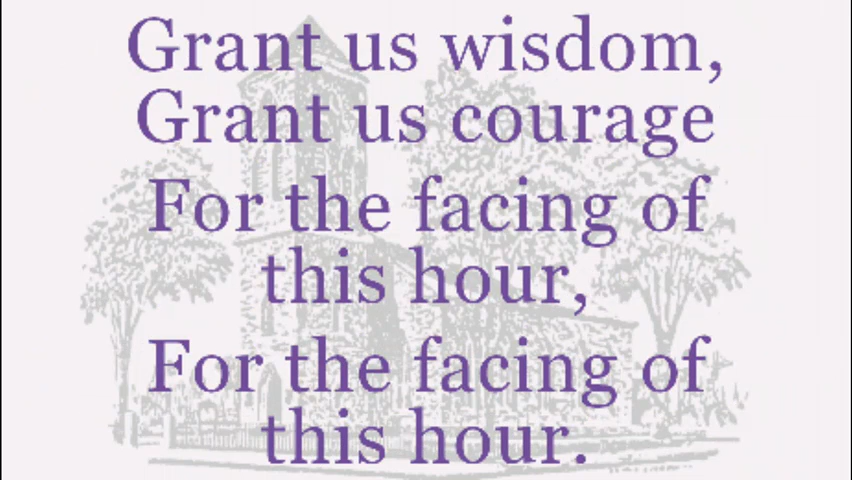 Grant us wisdom,
Grant us courage
For the facing of
this hour,
For the facing of
this hour.